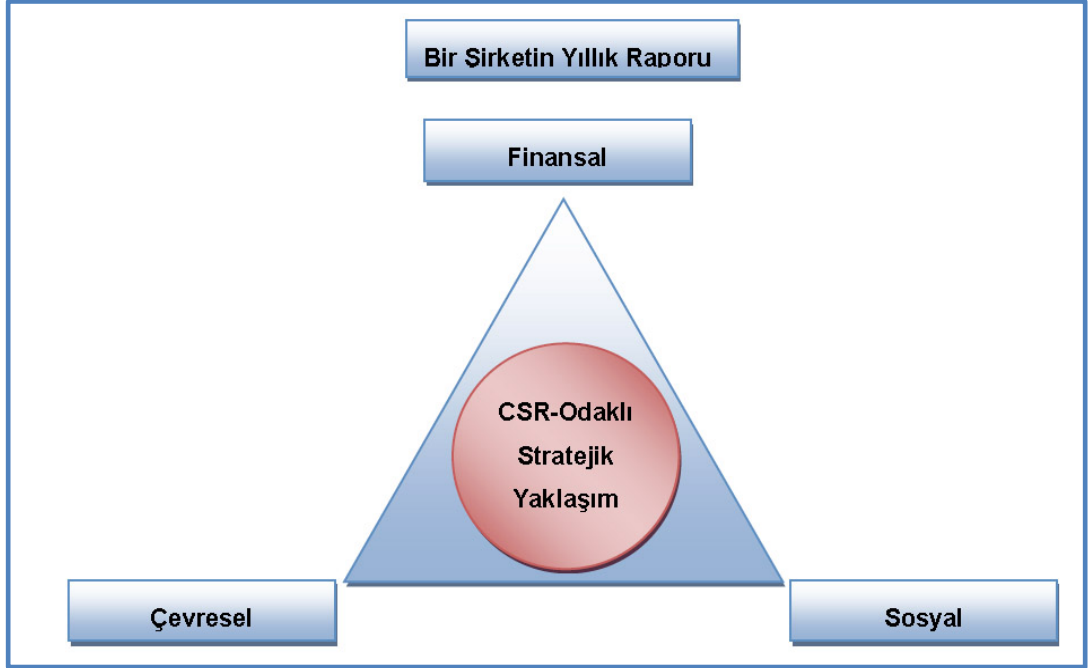 Bir Şirketin Yıllık Raporu
Finansal
CSR-Odaklı
Stratejik
Yaklaşım
Çevresel
Sosyal